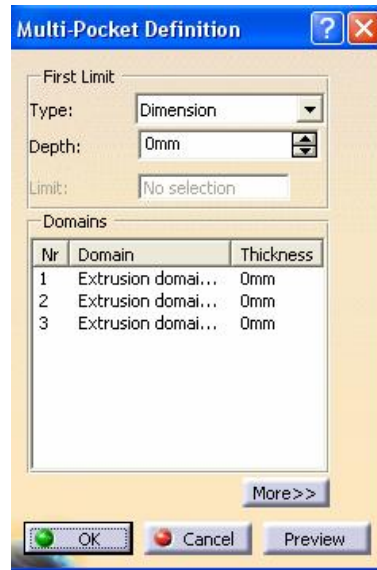 Multi-Pocket Definition
First Limit
Type: Dimension
Depth: 0mm
Limit: No selection
Domains
Nr Domain Thickness
1 Extrusion domai... 0mm
2 Extrusion domai... 0mm
3 Extrusion domai... 0mm
More>>
OK Cancel Preview